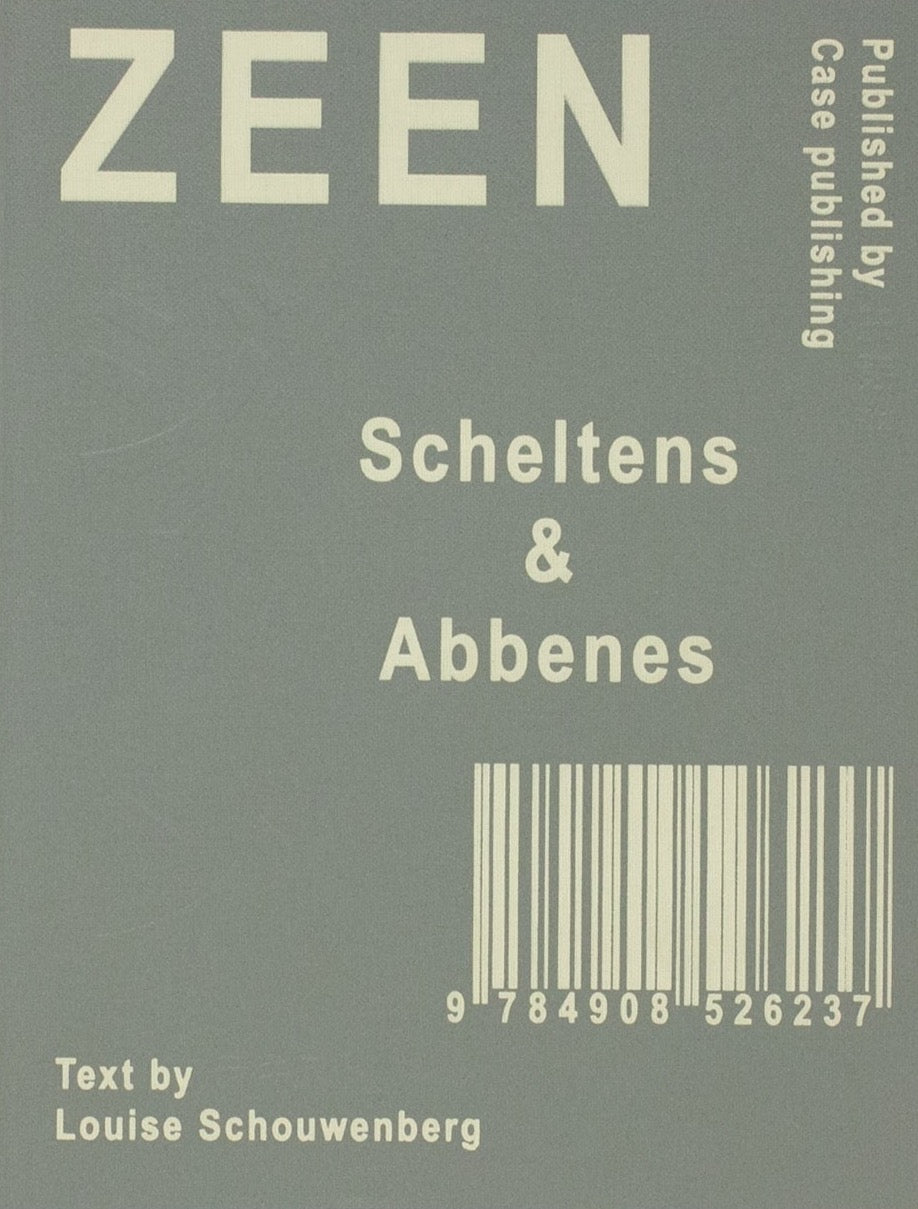 ZEEN
Published by
Case publishing
Scheltens
&
Abbenes
9 784908 526237
Text by
Louise Schouwenberg